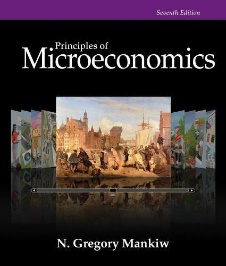 Seventh Edition
Principles of
Microeconomics
N. Gregory Mankiw